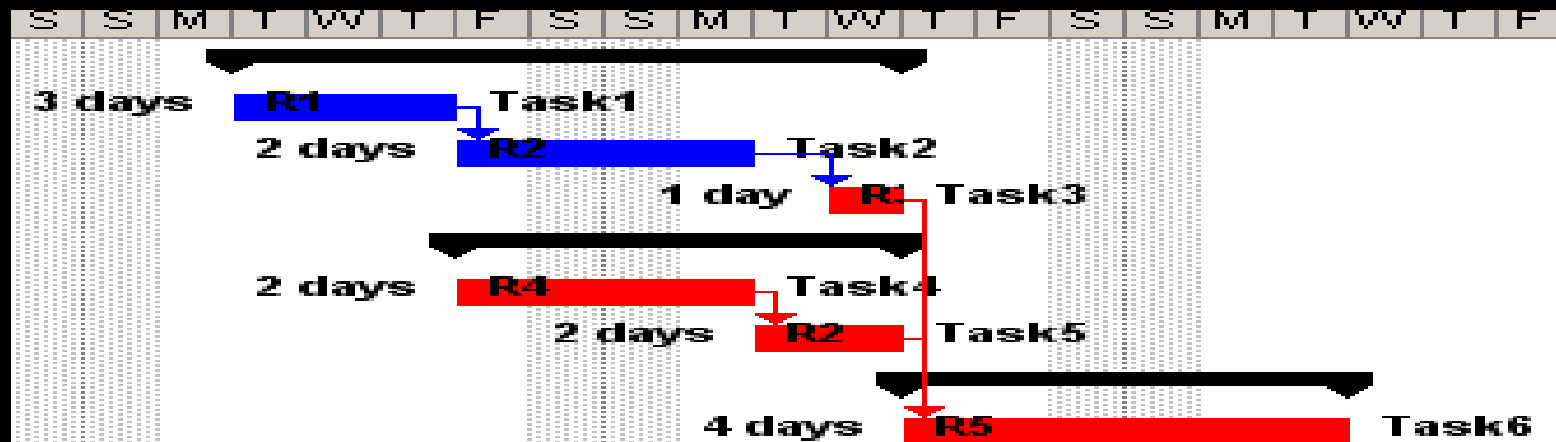 S S M T W T F S S M T W T F S S M T W T F
3 days R1 Task1
2 days R2 Task2
1 day Task3
2 days R4 Task4
2 days R2 Task5
4 days R5 Task6